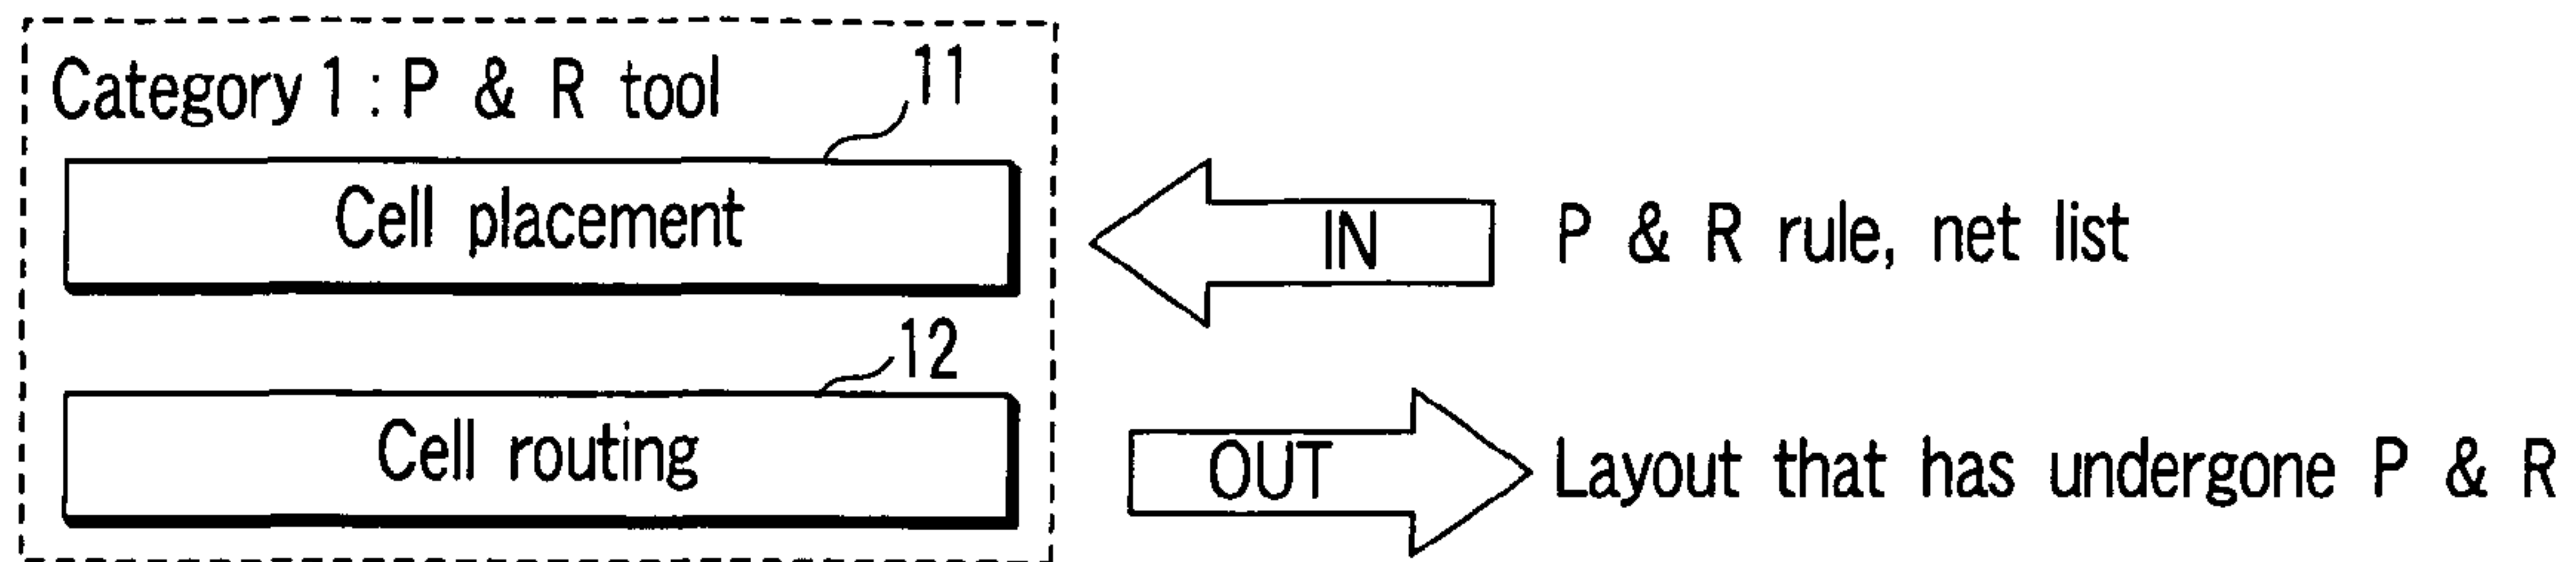 Category 1 : P & R tool
11
Cell placement
IN
P & R rule, net list
12
Cell routing
OUT
Layout that has undergone P & R